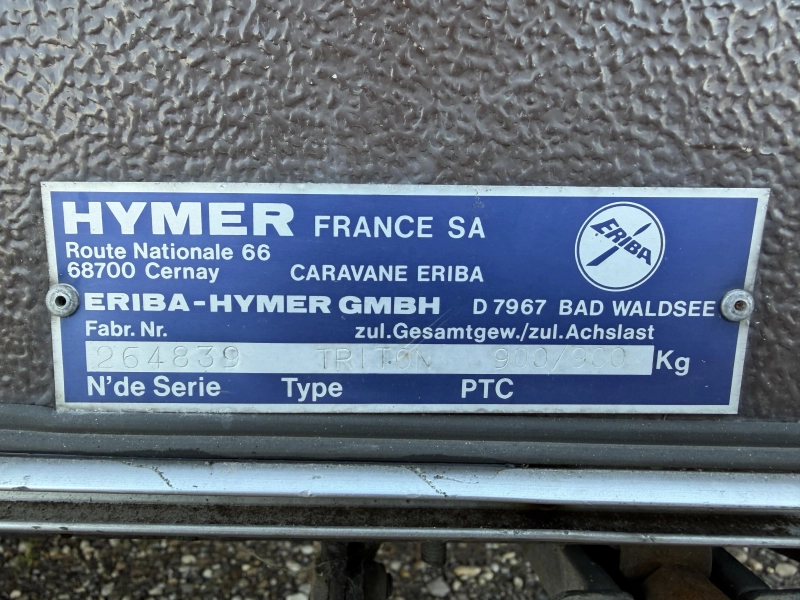 HYMER FRANCE SA
Route Nationale 66
68700 Cernay CARAVANE ERIBA
ERIBA
ERIBA-HYMER GMBH D 7967 BAD WALDSEE
Fabr. Nr. zul.Gesamtgew./zul.Achslast
264839 TRITON 900/900 Kg
N'de Serie Type PTC